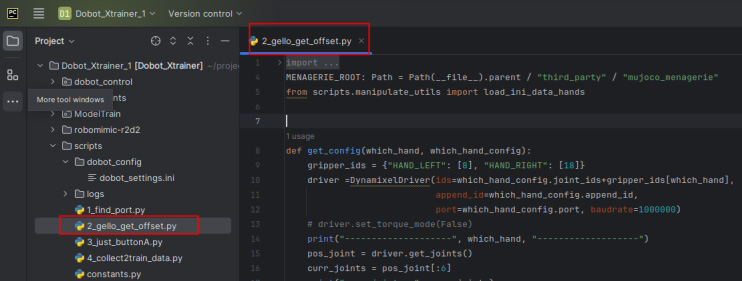 PC
D1 Dobot_Xtrainer_1 Version control
Project
2_gello_get_offset.py
Dobot_Xtrainer_1 [Dobot_Xtrainer] ~/proje
dobot_control
More tool windows
ModelTrain
robomimic-r2d2
scripts
dobot_config
dobot_settings.ini
logs
1_find_port.py
2_gello_get_offset.py
3_just_buttonA.py
4_collect2train_data.py
constants.py
1 import ...
4 MENAGERIE_ROOT: Path = Path(__file__).parent / "third_party" / "mujoco_menagerie"
5 from scripts.manipulate_utils import load_ini_data_hands
7
1 usage
8 def get_config(which_hand, which_hand_config):
9 gripper_ids = {"HAND_LEFT": [8], "HAND_RIGHT": [18]}
10 driver =DynamixelDriver(ids=which_hand_config.joint_ids+gripper_ids[which_hand],
11 append_id=which_hand_config.append_id,
12 port=which_hand_config.port, baudrate=1000000)
13 # driver.set_torque_mode(False)
14 print("--------------------", which_hand, "-------------------")
15 pos_joint = driver.get_joints()
16 curr_joints = pos_joint[:6]